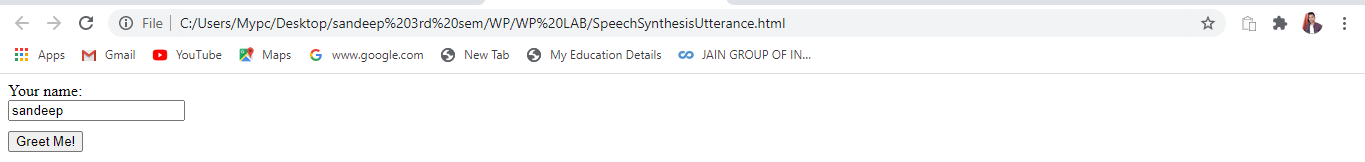 File | C:/Users/Mypc/Desktop/sandeep%203rd%20sem/WP/WP%20LAB/SpeechSynthesisUtterance.html
Apps Gmail YouTube Maps www.google.com New Tab My Education Details JAIN GROUP OF IN...
Your name:
sandeep
Greet Me!